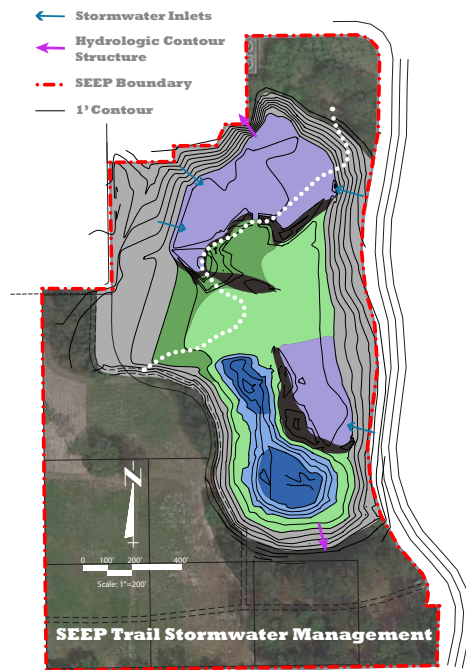 Stormwater Inlets
Hydrologic Contour
Structure
SEEP Boundary
1' Contour
N
0 100' 200' 400'
Scale: 1"=200'
SEEP Trail Stormwater Management